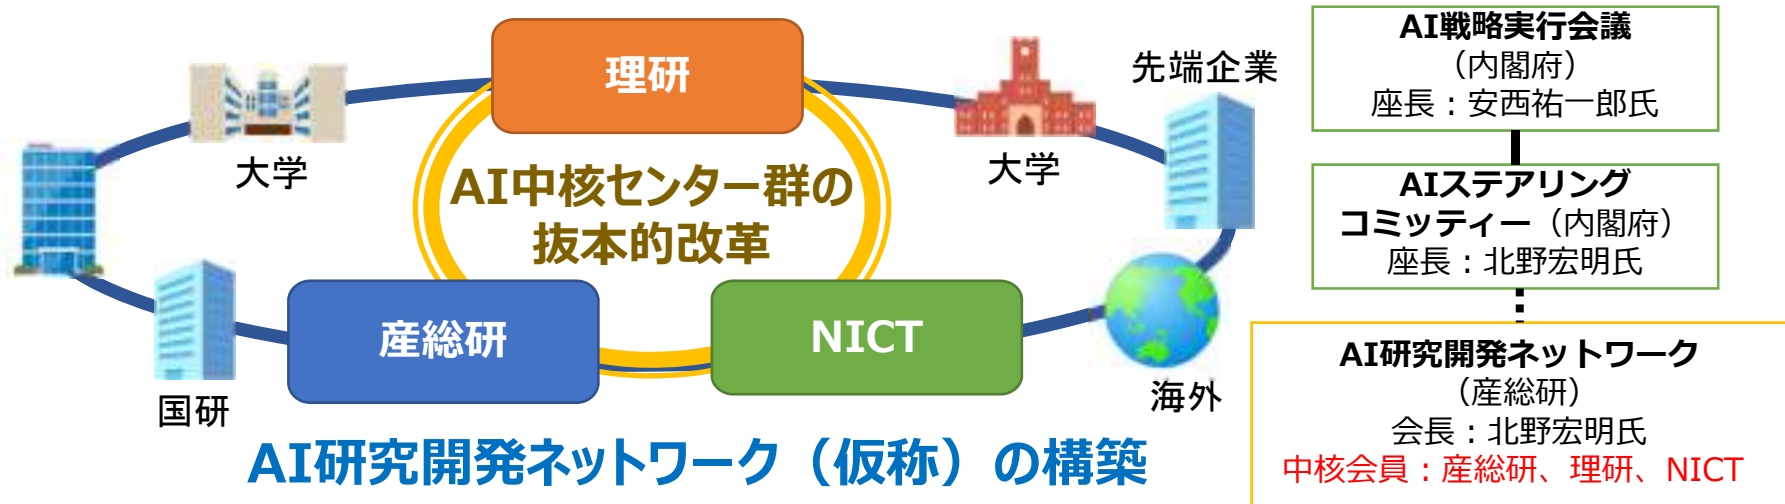 理研
大学
AI中核センター群の
抜本的改革
大学
先端企業
国研
産総研
NICT
海外
AI研究開発ネットワーク（仮称）の構築
AI戦略実行会議
（内閣府）
座長：安西祐一郎氏
AIステアリング
コミッティー（内閣府）
座長：北野宏明氏
AI研究開発ネットワーク
（産総研）
会長：北野宏明氏
中核会員：産総研、理研、NICT